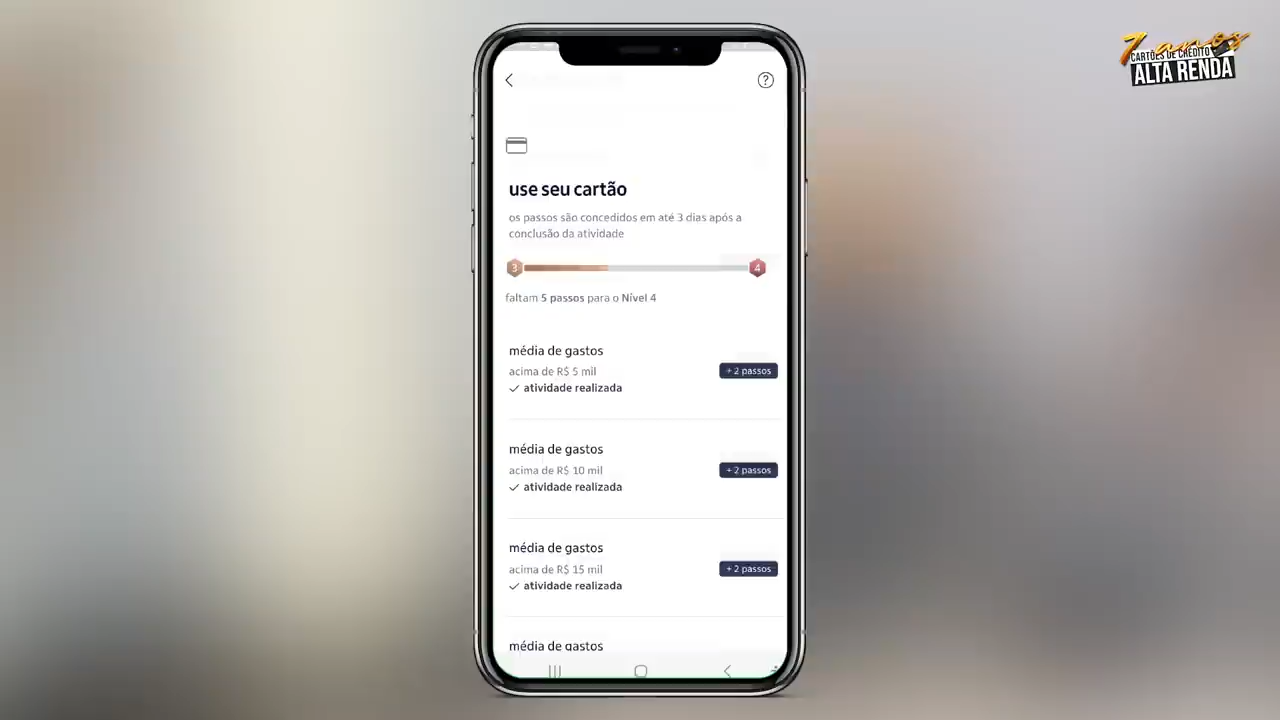 7 anos
CARTÕES DE CRÉDITO
ALTA RENDA
?
use seu cartão
os passos são concedidos em até 3 dias após a
conclusão da atividade
3
4
faltam 5 passos para o Nível 4
média de gastos
acima de R$ 5 mil
+ 2 passos
atividade realizada
média de gastos
acima de R$ 10 mil
+ 2 passos
atividade realizada
média de gastos
acima de R$ 15 mil
+ 2 passos
atividade realizada
média de gastos